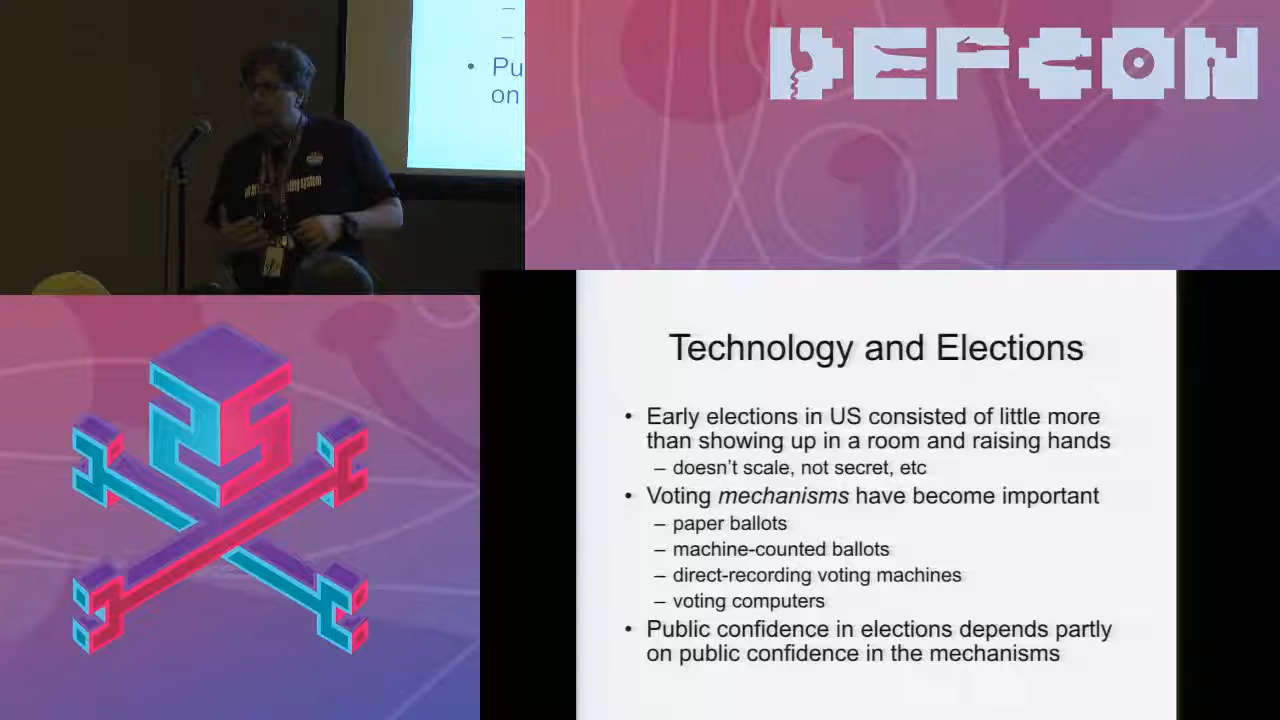 Pu
on
DEFCON
Technology and Elections
• Early elections in US consisted of little more
than showing up in a room and raising hands
– doesn't scale, not secret, etc
• Voting mechanisms have become important
– paper ballots
– machine-counted ballots
– direct-recording voting machines
– voting computers
• Public confidence in elections depends partly
on public confidence in the mechanisms